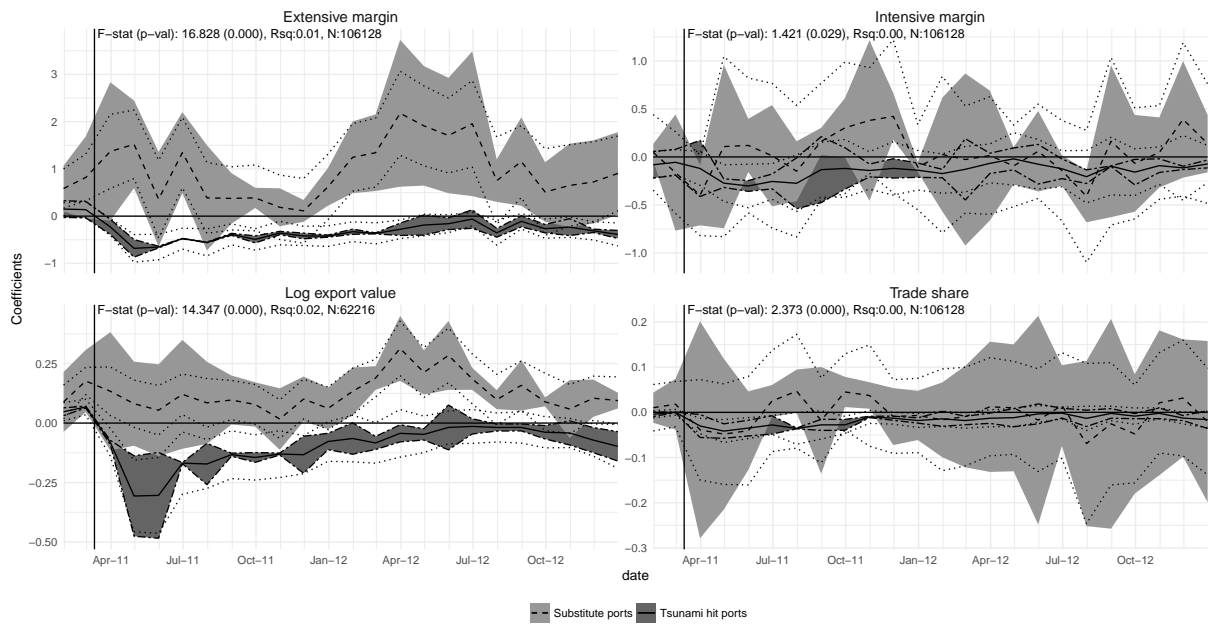 Extensive margin
F−stat (p−val): 16.828 (0.000), Rsq:0.01, N:106128
3
2
1
0
−1
Intensive margin
F−stat (p−val): 1.421 (0.029), Rsq:0.00, N:106128
1.0
0.5
0.0
−0.5
−1.0
Coefficients
Log export value
F−stat (p−val): 14.347 (0.000), Rsq:0.02, N:62216
0.25
0.00
−0.25
−0.50
Apr−11 Jul−11 Oct−11 Jan−12 Apr−12 Jul−12 Oct−12
Trade share
F−stat (p−val): 2.373 (0.000), Rsq:0.00, N:106128
0.2
0.1
0.0
−0.1
−0.2
−0.3
Apr−11 Jul−11 Oct−11 Jan−12 Apr−12 Jul−12 Oct−12
date
Substitute ports Tsunami hit ports